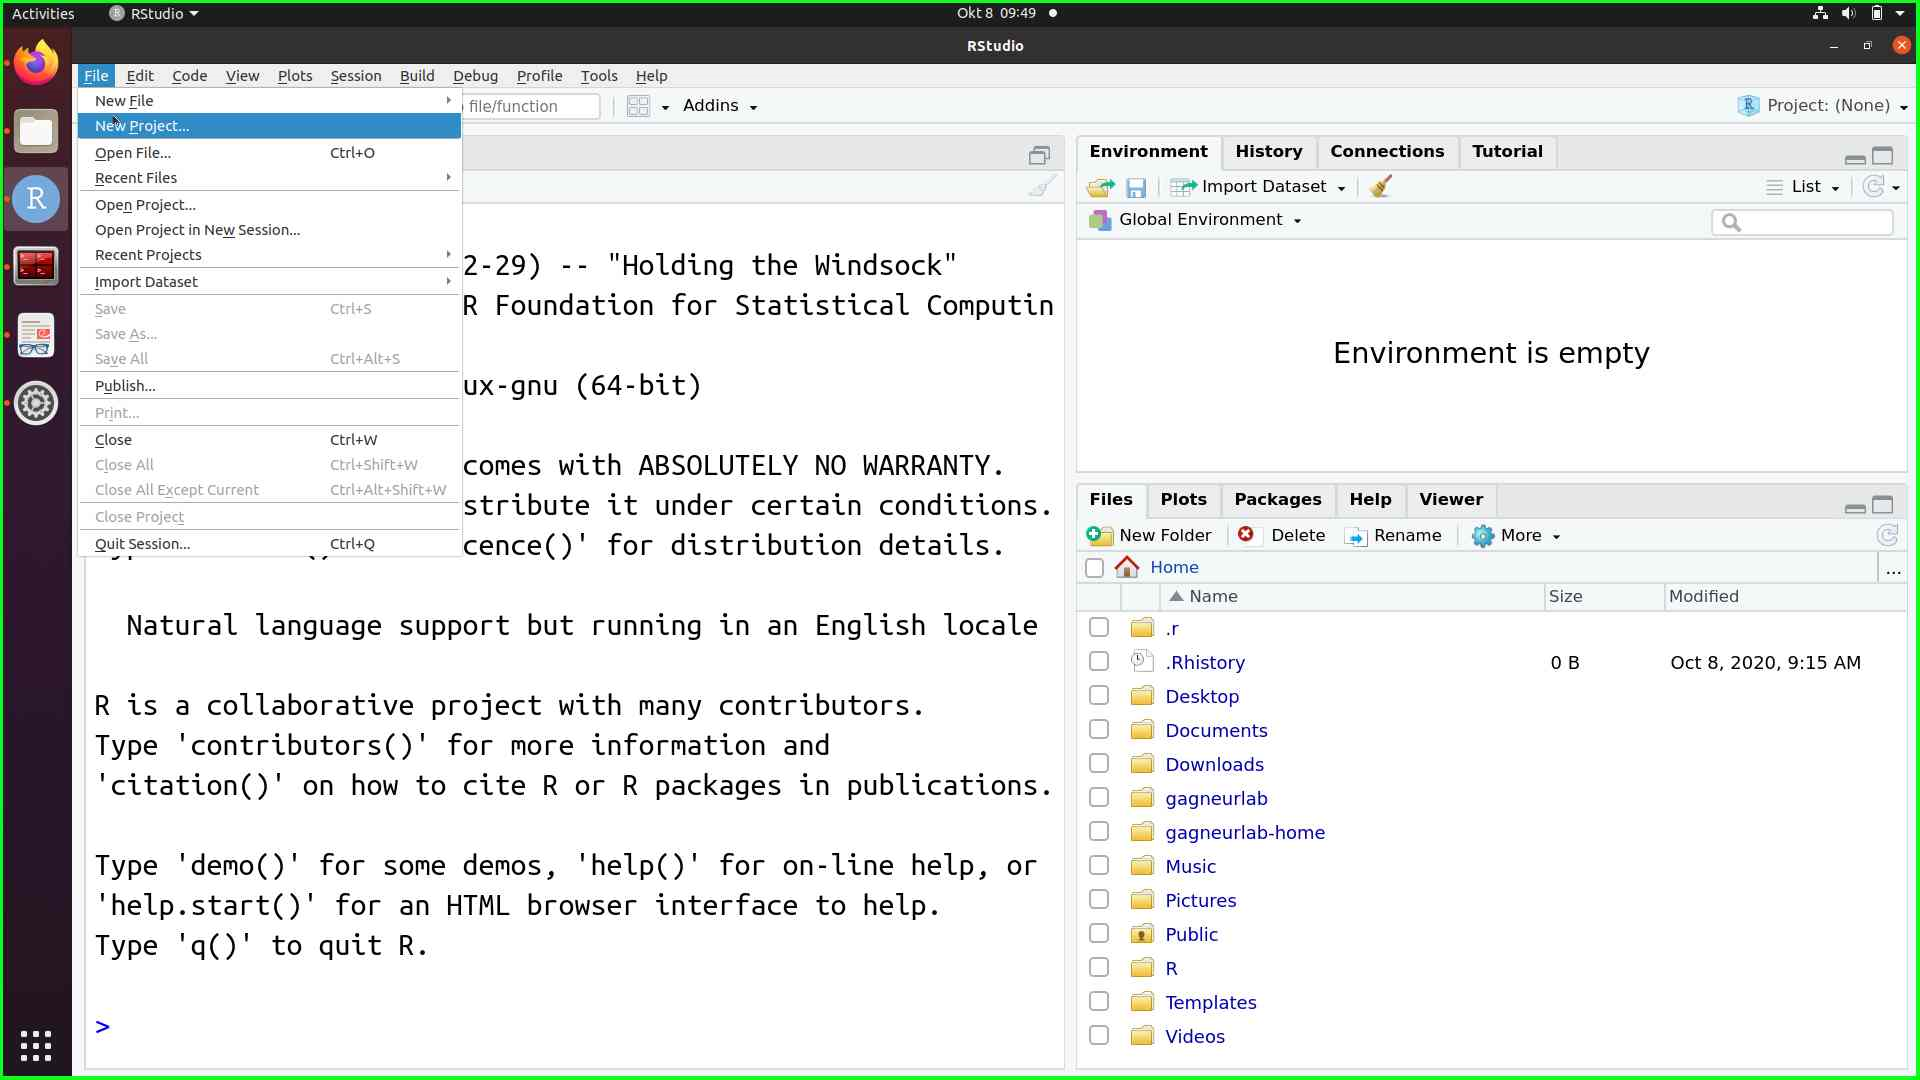 Activities
RStudio
Okt 8 09:49
RStudio
File Edit Code View Plots Session Build Debug Profile Tools Help
file/function
Addins
Project: (None)
New File
New Project...
Open File... Ctrl+O
Recent Files
Open Project...
Open Project in New Session...
Recent Projects
Import Dataset
Save Ctrl+S
Save As...
Save All Ctrl+Alt+S
Publish...
Print...
Close Ctrl+W
Close All Ctrl+Shift+W
Close All Except Current Ctrl+Alt+Shift+W
Close Project
Quit Session... Ctrl+Q
2-29) -- "Holding the Windsock"
R Foundation for Statistical Computin
ux-gnu (64-bit)
comes with ABSOLUTELY NO WARRANTY.
stribute it under certain conditions.
cence()' for distribution details.
Natural language support but running in an English locale
R is a collaborative project with many contributors.
Type 'contributors()' for more information and
'citation()' on how to cite R or R packages in publications.
Type 'demo()' for some demos, 'help()' for on-line help, or
'help.start()' for an HTML browser interface to help.
Type 'q()' to quit R.
>
Environment History Connections Tutorial
Import Dataset
List
Global Environment
Environment is empty
Files Plots Packages Help Viewer
New Folder Delete Rename More
Home
...
Name Size Modified
.r
.Rhistory 0 B Oct 8, 2020, 9:15 AM
Desktop
Documents
Downloads
gagneurlab
gagneurlab-home
Music
Pictures
Public
R
Templates
Videos